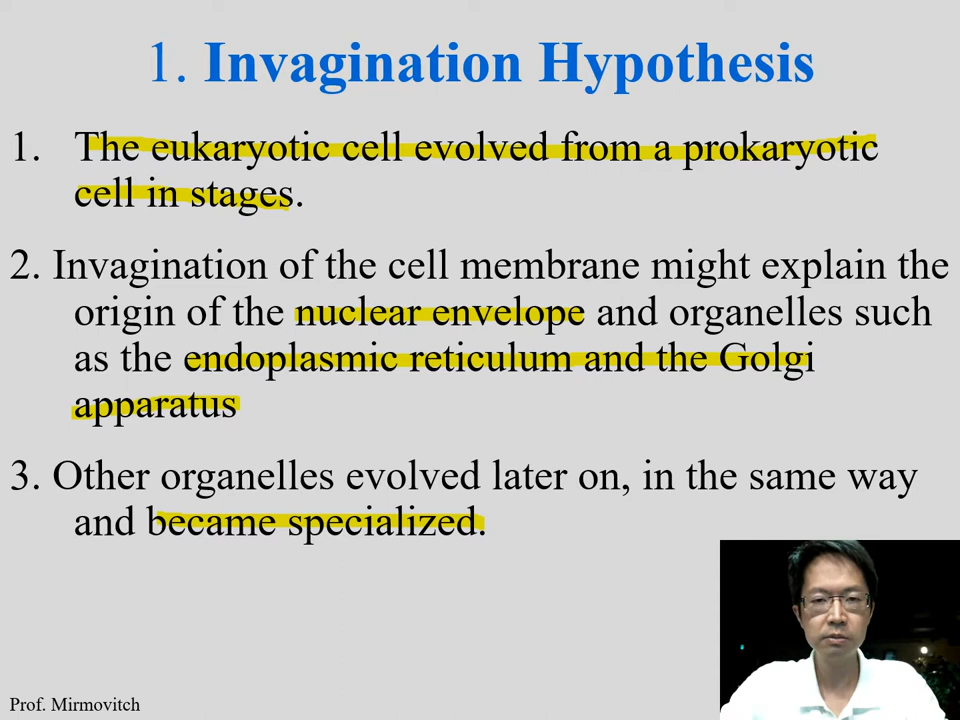 1. Invagination Hypothesis
1. The eukaryotic cell evolved from a prokaryotic
cell in stages.
2. Invagination of the cell membrane might explain the
origin of the nuclear envelope and organelles such
as the endoplasmic reticulum and the Golgi
apparatus
3. Other organelles evolved later on, in the same way
and became specialized.
Prof. Mirmovitch